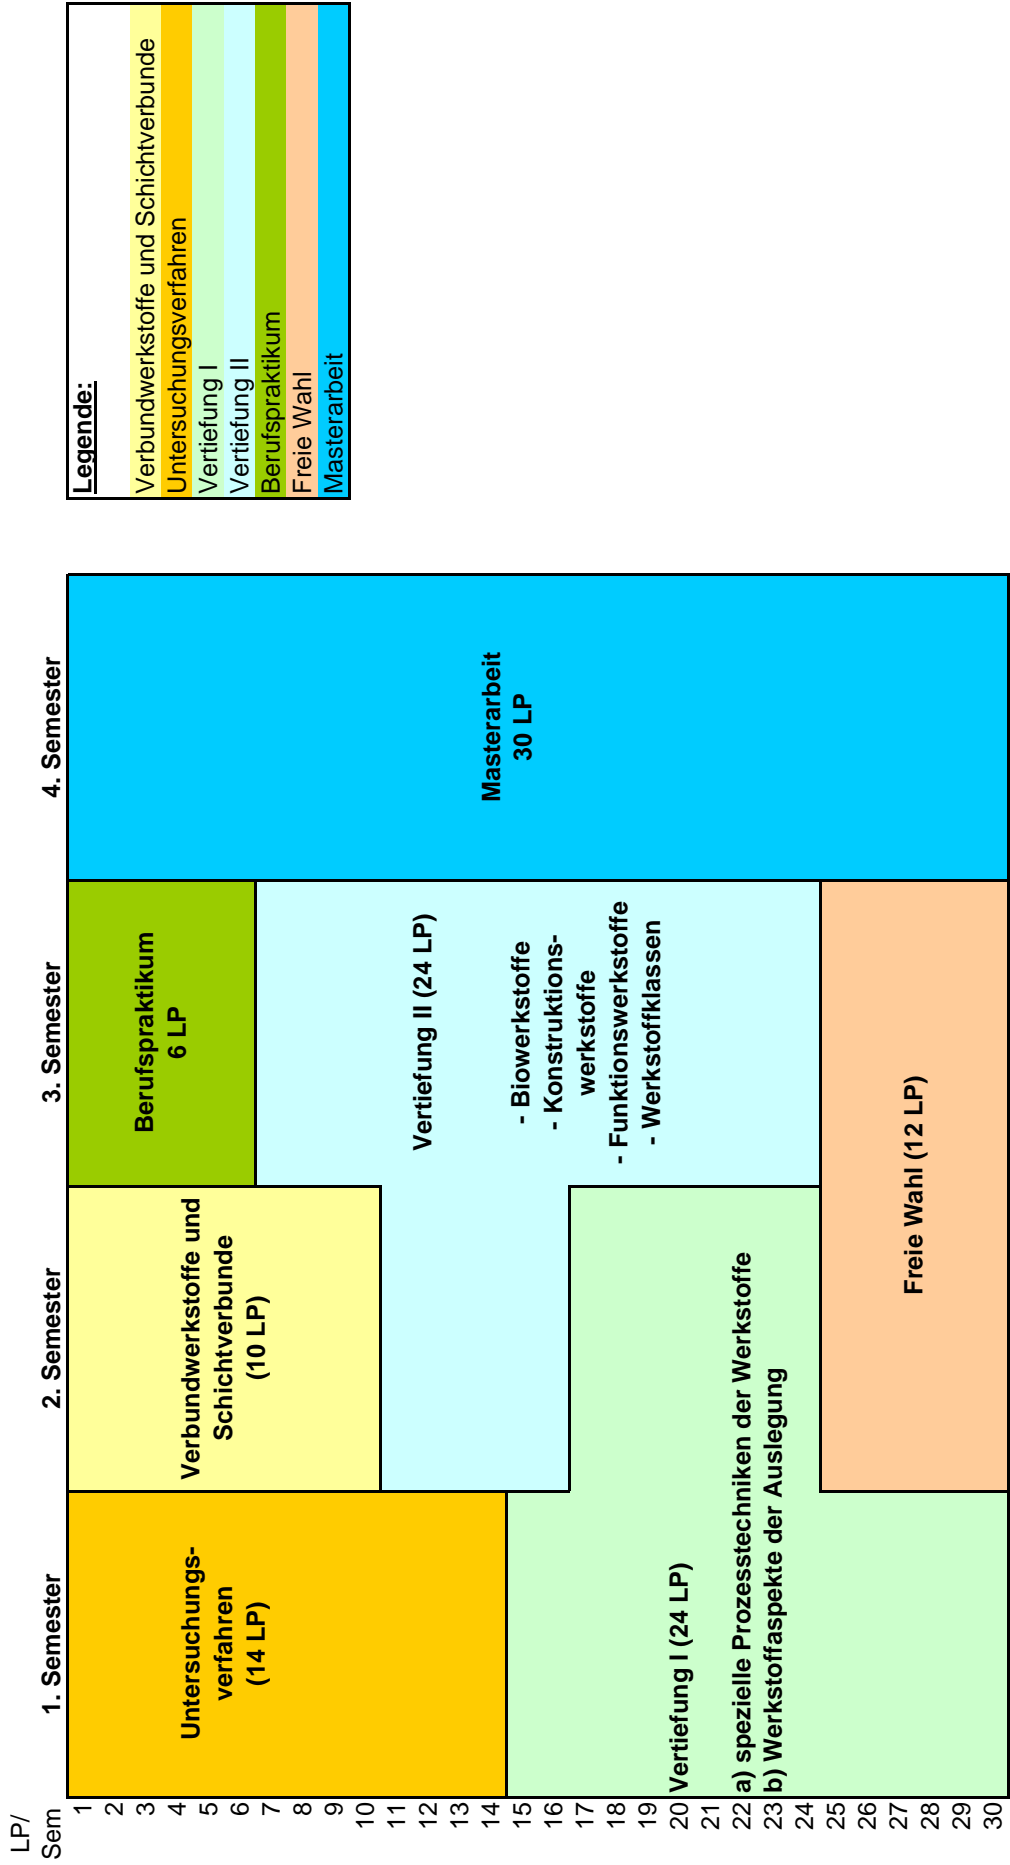 LP/
Sem
1. Semester
2. Semester
3. Semester
4. Semester
1
2
3
4
5
6
7
8
9
10
11
12
13
14
15
16
17
18
19
20
21
22
23
24
25
26
27
28
29
30
Untersuchungs-
verfahren
(14 LP)
Verbundwerkstoffe und
Schichtverbunde
(10 LP)
Berufspraktikum
6 LP
Masterarbeit
30 LP
Vertiefung II (24 LP)
- Biowerkstoffe
- Konstruktions-
werkstoffe
- Funktionswerkstoffe
- Werkstoffklassen
Vertiefung I (24 LP)
a) spezielle Prozesstechniken der Werkstoffe
b) Werkstoffaspekte der Auslegung
Freie Wahl (12 LP)
Legende:
Verbundwerkstoffe und Schichtverbunde
Untersuchungsverfahren
Vertiefung I
Vertiefung II
Berufspraktikum
Freie Wahl
Masterarbeit